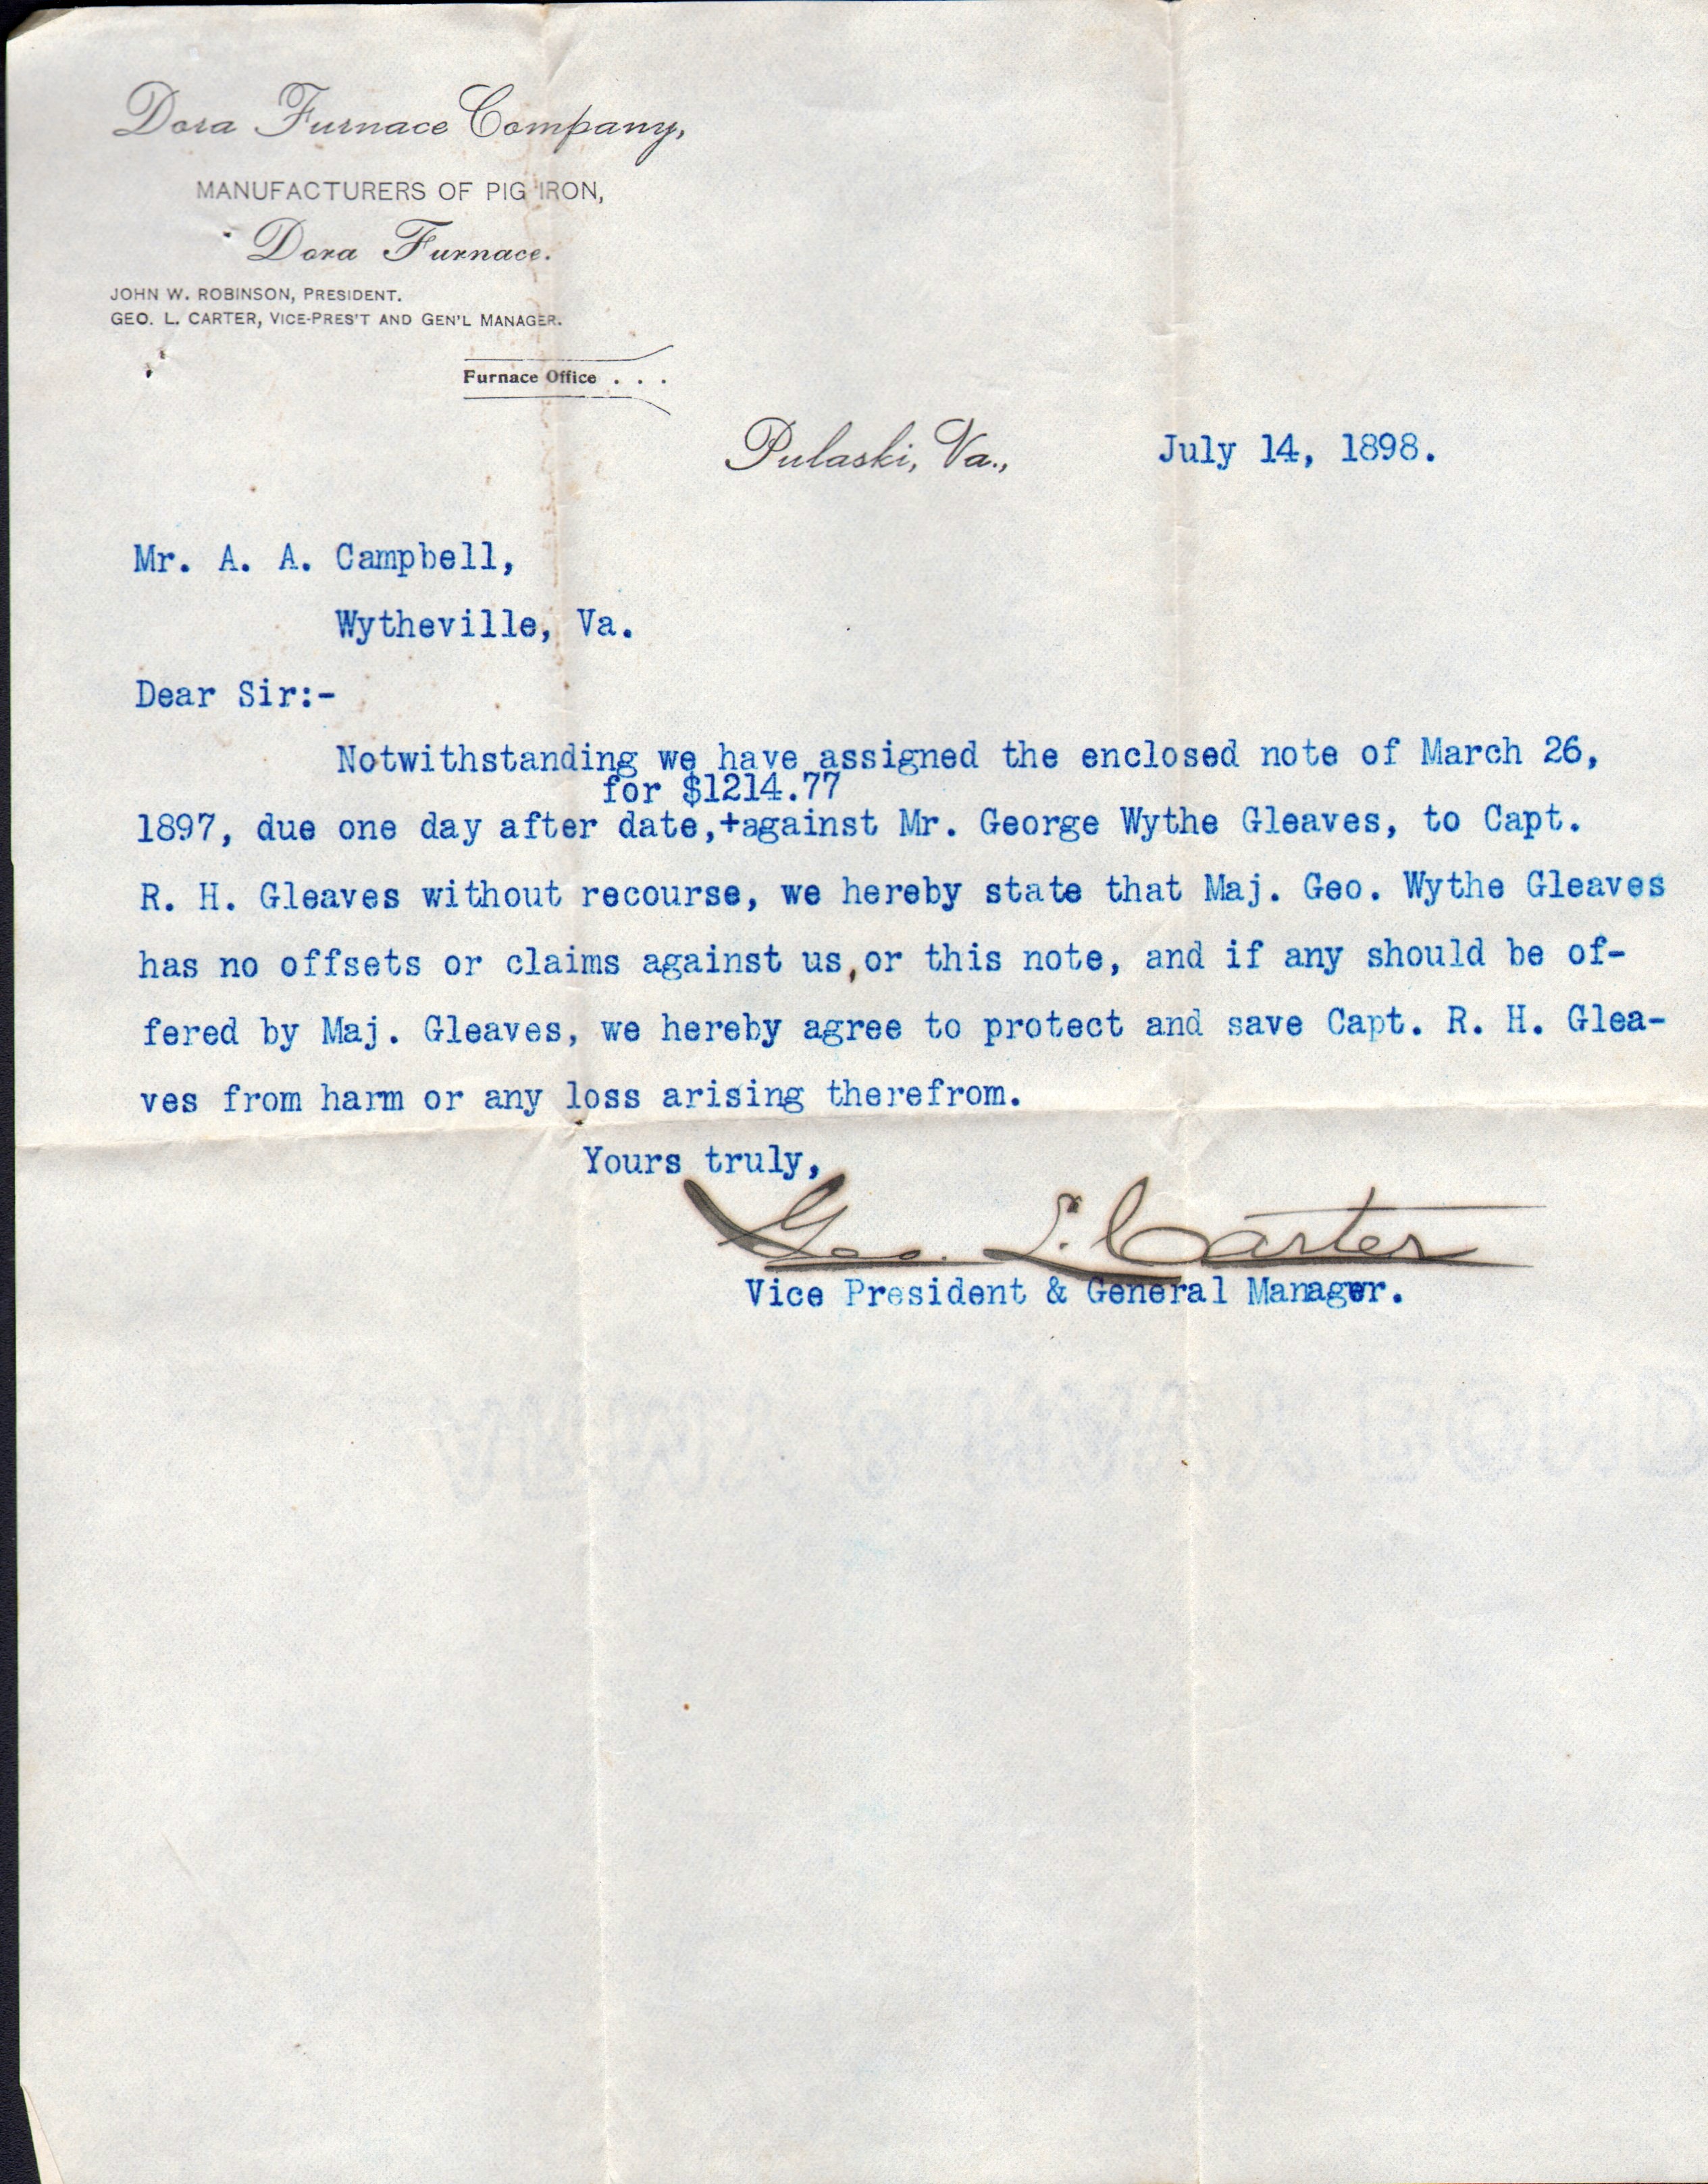 Dora Furnace Company,
MANUFACTURERS OF PIG IRON,
Dora Furnace.
JOHN W. ROBINSON, PRESIDENT.
GEO. L. CARTER, VICE-PRES'T AND GEN'L MANAGER.
Furnace Office . . .
Pulaski, Va., July 14, 1898.
Mr. A. A. Campbell,
Wytheville, Va.
Dear Sir:-
Notwithstanding we have assigned the enclosed note of March 26,
for $1214.77
1897, due one day after date,+against Mr. George Wythe Gleaves, to Capt.
R. H. Gleaves without recourse, we hereby state that Maj. Geo. Wythe Gleaves
has no offsets or claims against us,or this note, and if any should be of-
fered by Maj. Gleaves, we hereby agree to protect and save Capt. R. H. Glea-
ves from harm or any loss arising therefrom.
Yours truly,
Geo. L. Carter
Vice President & General Manager.